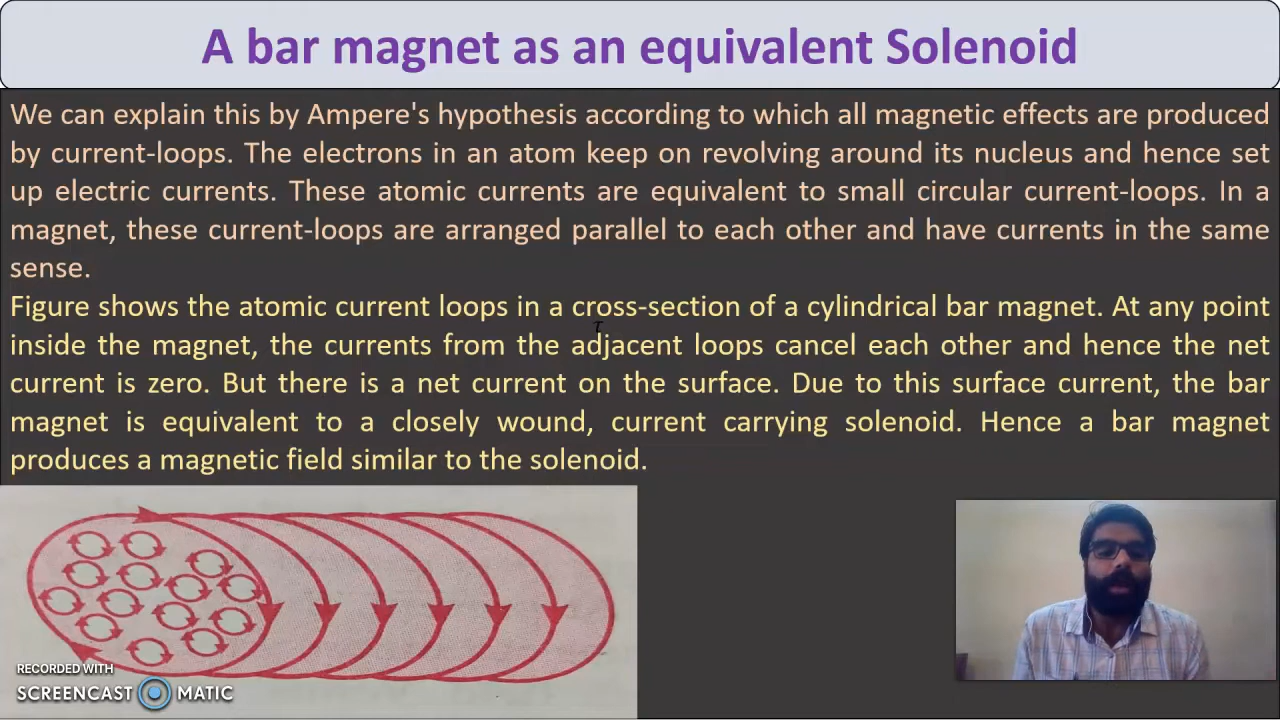 A bar magnet as an equivalent Solenoid
We can explain this by Ampere's hypothesis according to which all magnetic effects are produced
by current-loops. The electrons in an atom keep on revolving around its nucleus and hence set
up electric currents. These atomic currents are equivalent to small circular current-loops. In a
magnet, these current-loops are arranged parallel to each other and have currents in the same
sense.
Figure shows the atomic current loops in a cross-section of a cylindrical bar magnet. At any point
inside the magnet, the currents from the adjacent loops cancel each other and hence the net
current is zero. But there is a net current on the surface. Due to this surface current, the bar
magnet is equivalent to a closely wound, current carrying solenoid. Hence a bar magnet
produces a magnetic field similar to the solenoid.
RECORDED WITH
SCREENCAST MATIC